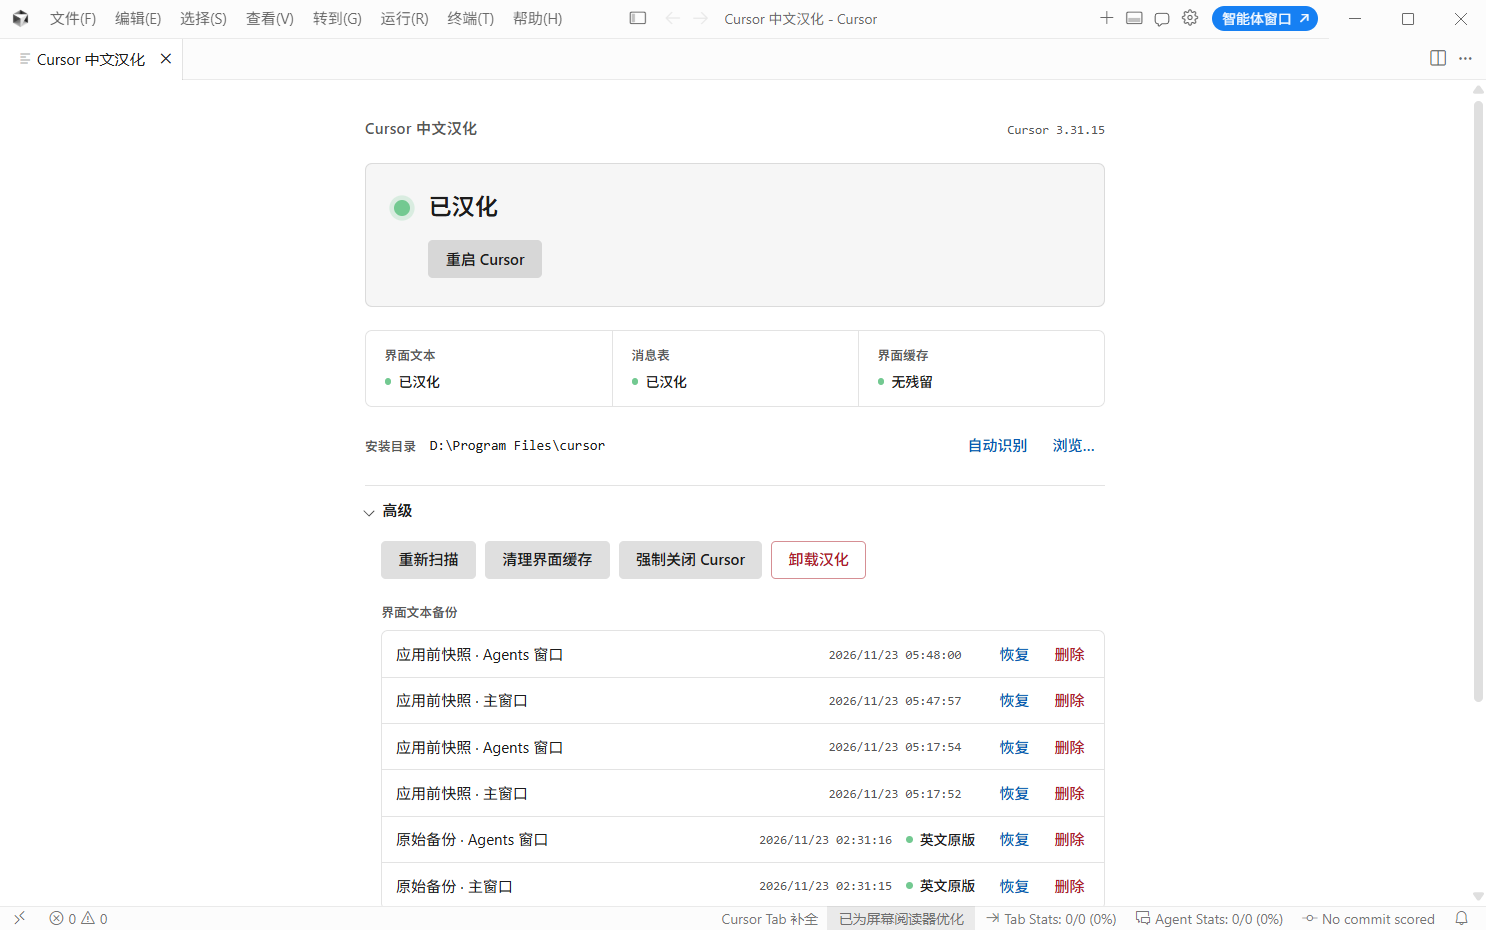 文件(F) 编辑(E) 选择(S) 查看(V) 转到(G) 运行(R) 终端(T) 帮助(H) Cursor 中文汉化 - Cursor 智能体窗口
Cursor 中文汉化
Cursor 中文汉化 Cursor 3.31.15
已汉化
重启 Cursor
界面文本 消息表 界面缓存
已汉化 已汉化 无残留
安装目录 D:\Program Files\cursor 自动识别 浏览...
高级
重新扫描 清理界面缓存 强制关闭 Cursor 卸载汉化
界面文本备份
应用前快照 · Agents 窗口 2026/11/23 05:48:00 恢复 删除
应用前快照 · 主窗口 2026/11/23 05:47:57 恢复 删除
应用前快照 · Agents 窗口 2026/11/23 05:17:54 恢复 删除
应用前快照 · 主窗口 2026/11/23 05:17:52 恢复 删除
原始备份 · Agents 窗口 2026/11/23 02:31:16 英文原版 恢复 删除
原始备份 · 主窗口 2026/11/23 02:31:15 英文原版 恢复 删除
0 0 Cursor Tab 补全 已为屏幕阅读器优化 Tab Stats: 0/0 (0%) Agent Stats: 0/0 (0%) No commit scored